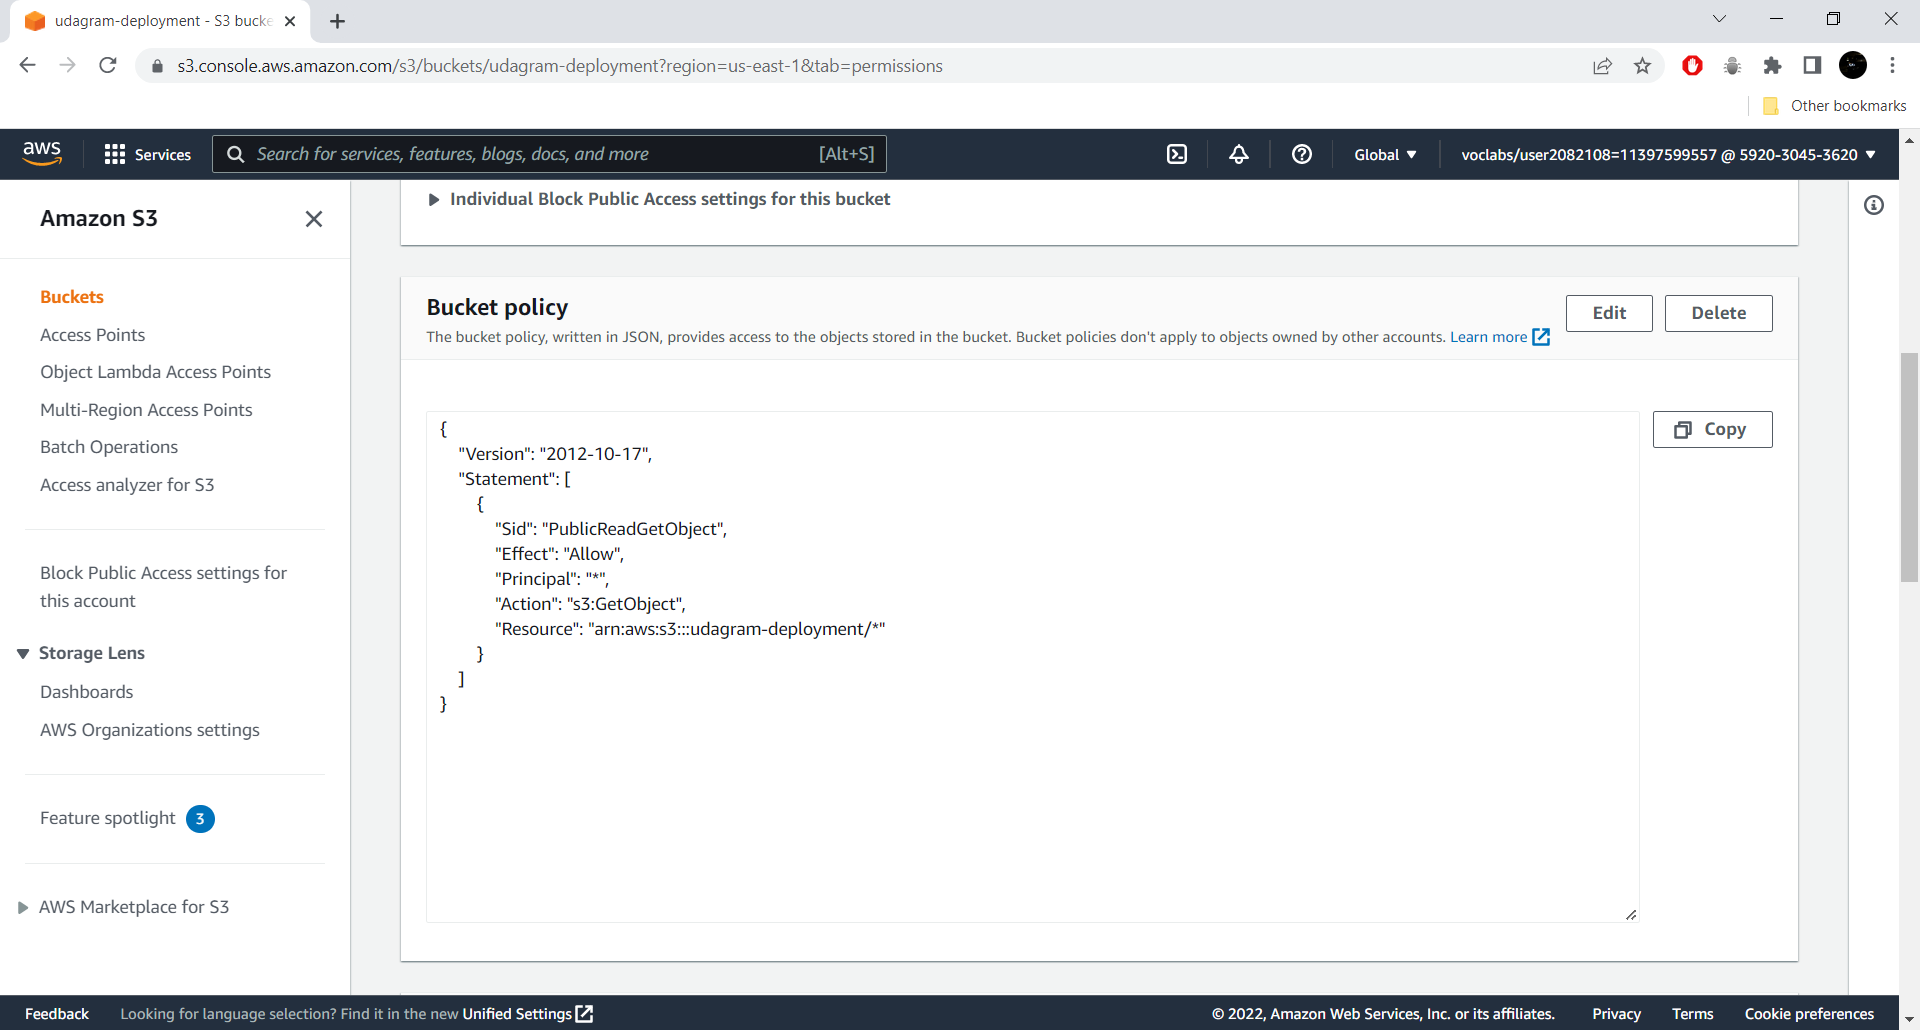 udagram-deployment - S3 bucke
s3.console.aws.amazon.com/s3/buckets/udagram-deployment?region=us-east-1&tab=permissions
Other bookmarks
aws
Services
Search for services, features, blogs, docs, and more
[Alt+S]
Global
voclabs/user2082108=11397599557 @ 5920-3045-3620
Amazon S3
Buckets
Access Points
Object Lambda Access Points
Multi-Region Access Points
Batch Operations
Access analyzer for S3
Block Public Access settings for
this account
Storage Lens
Dashboards
AWS Organizations settings
Feature spotlight 3
AWS Marketplace for S3
Individual Block Public Access settings for this bucket
Bucket policy
Edit
Delete
The bucket policy, written in JSON, provides access to the objects stored in the bucket. Bucket policies don't apply to objects owned by other accounts. Learn more
Copy
{
"Version": "2012-10-17",
"Statement": [
{
"Sid": "PublicReadGetObject",
"Effect": "Allow",
"Principal": "*",
"Action": "s3:GetObject",
"Resource": "arn:aws:s3:::udagram-deployment/*"
}
]
}
Feedback
Looking for language selection? Find it in the new Unified Settings
© 2022, Amazon Web Services, Inc. or its affiliates.
Privacy
Terms
Cookie preferences